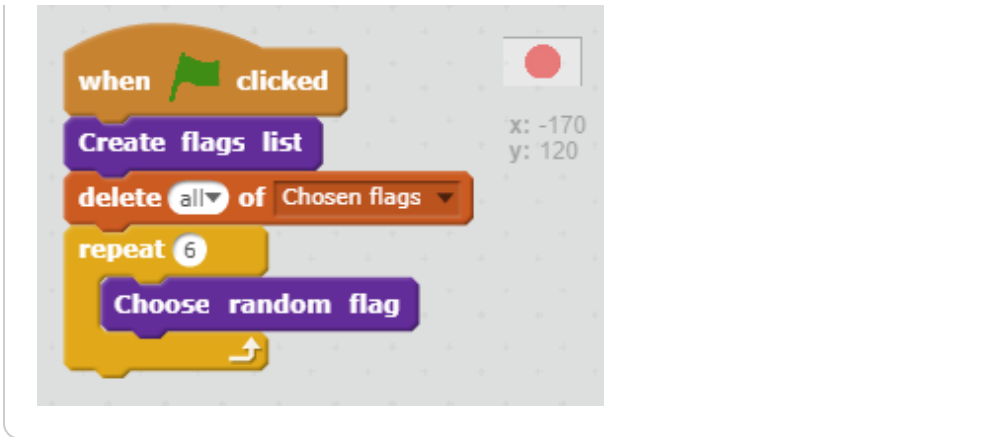 when clicked
Create flags list
delete all of Chosen flags
repeat 6
Choose random flag
x: -170
y: 120